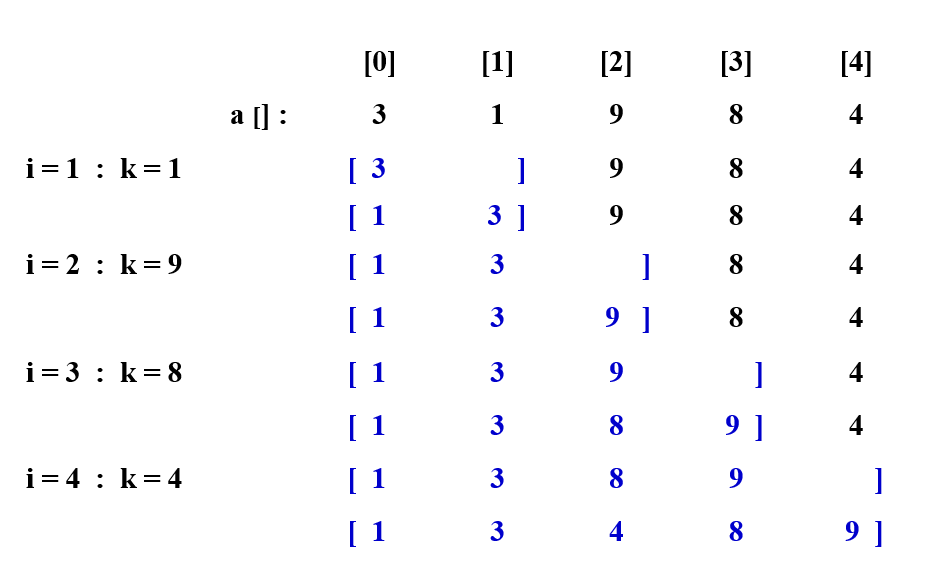 [0] [1] [2] [3] [4]
a [] : 3 1 9 8 4
i = 1 : k = 1 [ 3 ] 9 8 4
[ 1 3 ] 9 8 4
i = 2 : k = 9 [ 1 3 ] 8 4
[ 1 3 9 ] 8 4
i = 3 : k = 8 [ 1 3 9 ] 4
[ 1 3 8 9 ] 4
i = 4 : k = 4 [ 1 3 8 9 ]
[ 1 3 4 8 9 ]